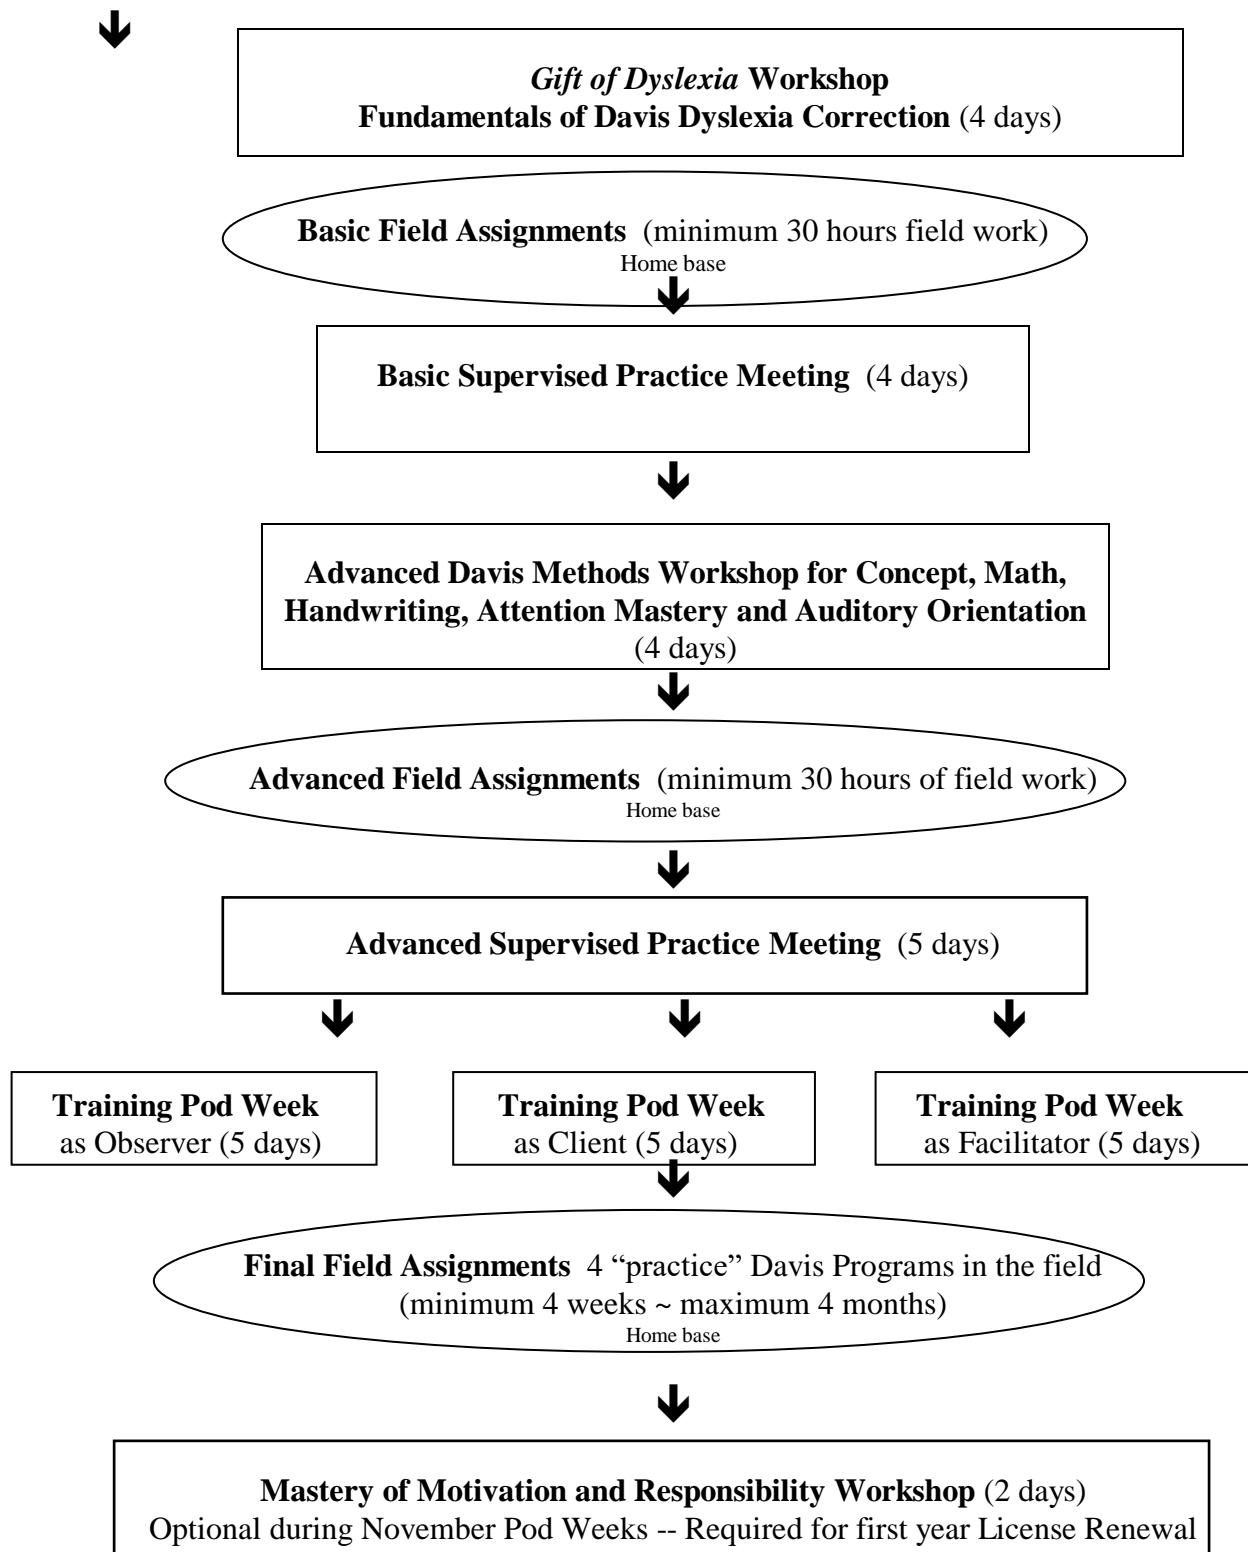 Gift of Dyslexia Workshop
Fundamentals of Davis Dyslexia Correction (4 days)
Basic Field Assignments (minimum 30 hours field work)
Home base
Basic Supervised Practice Meeting (4 days)
Advanced Davis Methods Workshop for Concept, Math,
Handwriting, Attention Mastery and Auditory Orientation
(4 days)
Advanced Field Assignments (minimum 30 hours of field work)
Home base
Advanced Supervised Practice Meeting (5 days)
Training Pod Week
as Observer (5 days)
Training Pod Week
as Client (5 days)
Training Pod Week
as Facilitator (5 days)
Final Field Assignments 4 “practice” Davis Programs in the field
(minimum 4 weeks ~ maximum 4 months)
Home base
Mastery of Motivation and Responsibility Workshop (2 days)
Optional during November Pod Weeks -- Required for first year License Renewal